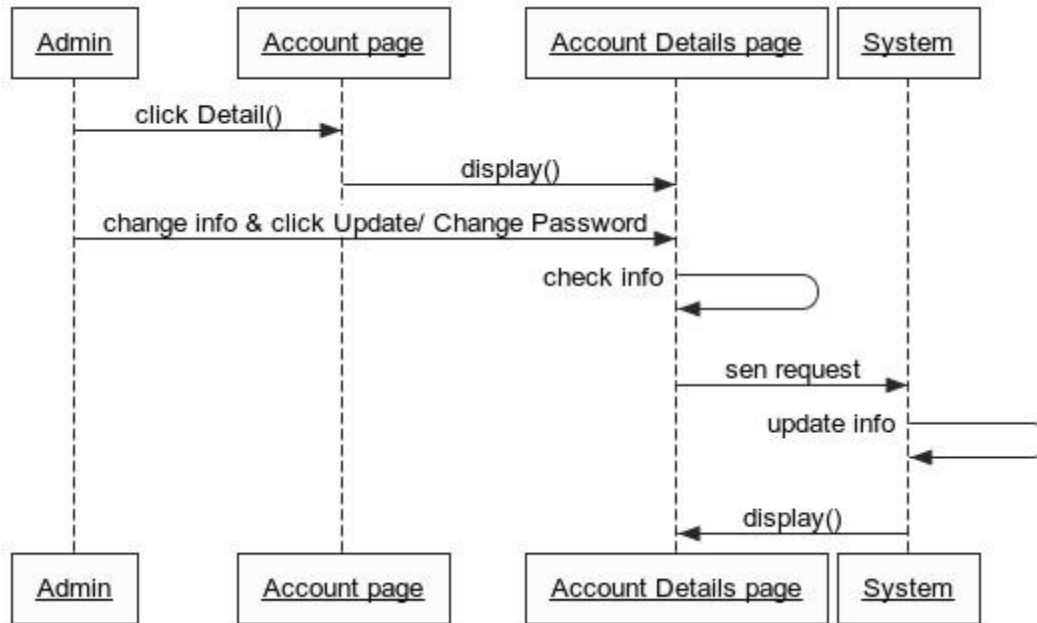 Admin
Account page
Account Details page
System
click Detail()
display()
change info & click Update/ Change Password
check info
sen request
update info
display()
Admin
Account page
Account Details page
System